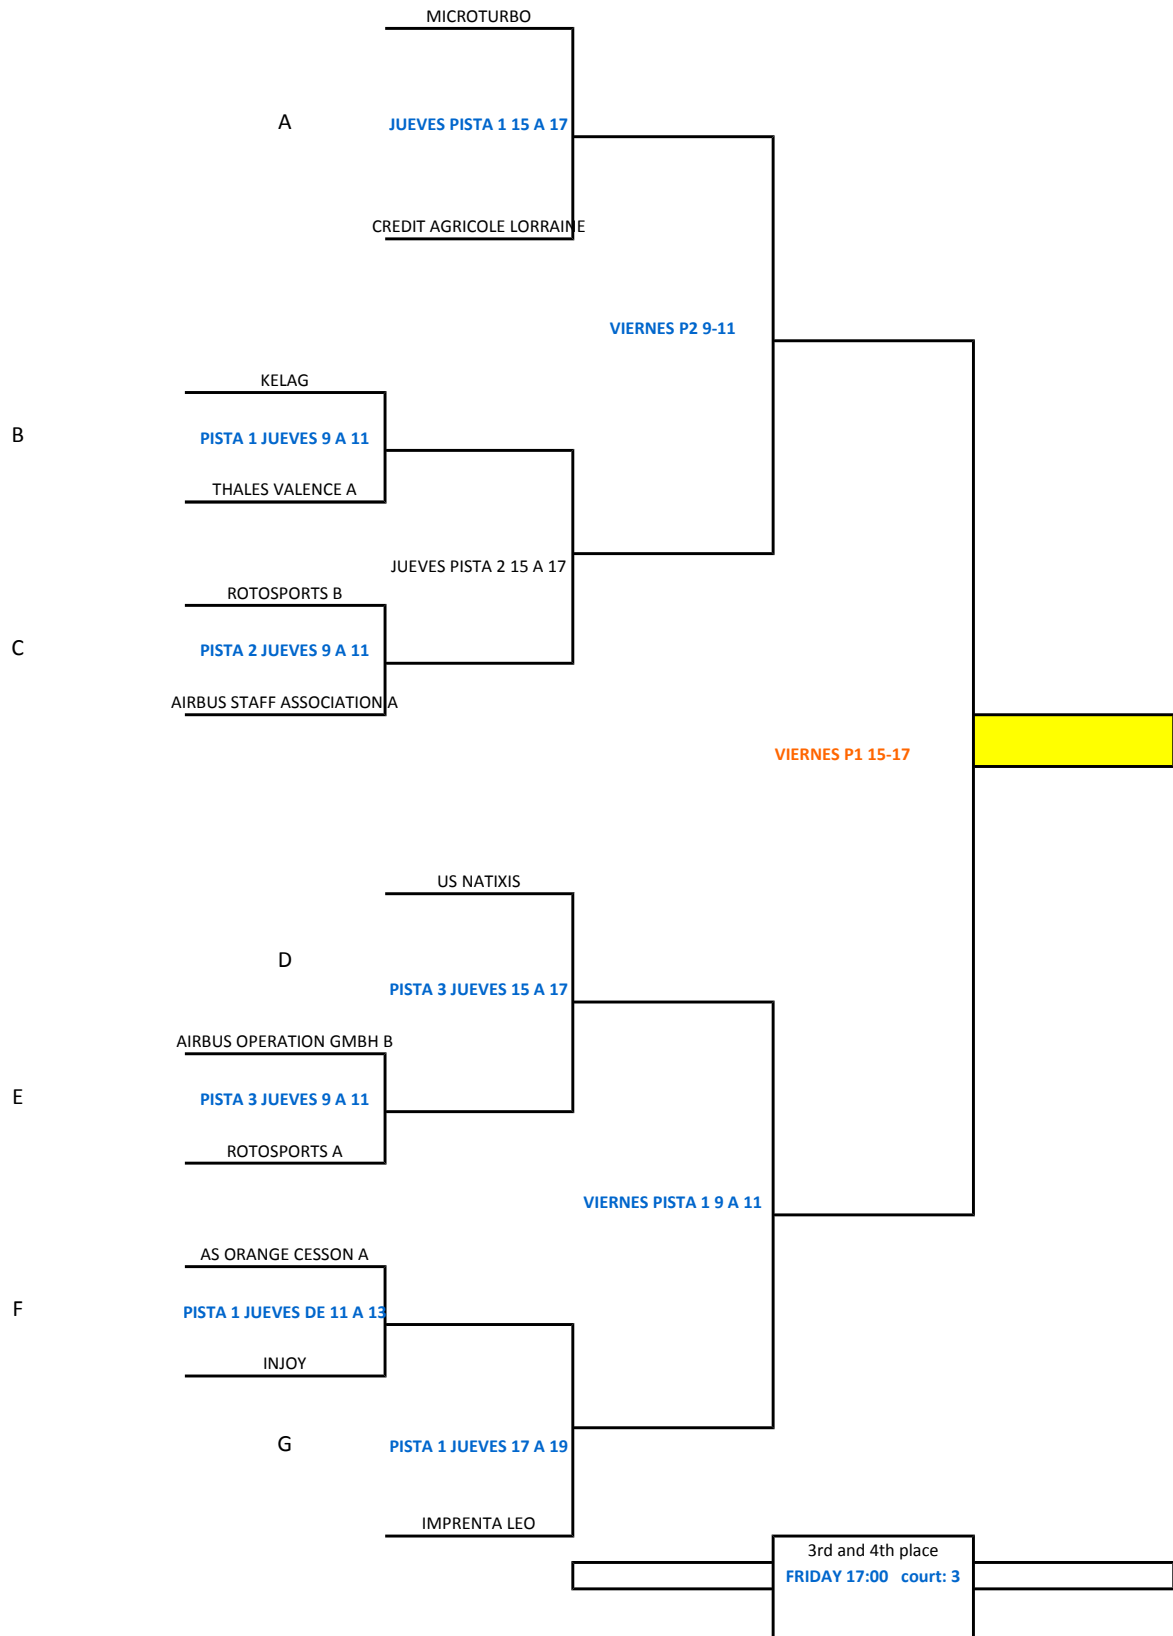 MICROTURBO
A
JUEVES PISTA 1 15 A 17
CREDIT AGRICOLE LORRAINE
VIERNES P2 9-11
KELAG
B
PISTA 1 JUEVES 9 A 11
THALES VALENCE A
JUEVES PISTA 2 15 A 17
ROTOSPORTS B
C
PISTA 2 JUEVES 9 A 11
AIRBUS STAFF ASSOCIATION A
VIERNES P1 15-17
US NATIXIS
D
PISTA 3 JUEVES 15 A 17
AIRBUS OPERATION GMBH B
E
PISTA 3 JUEVES 9 A 11
ROTOSPORTS A
VIERNES PISTA 1 9 A 11
AS ORANGE CESSON A
F
PISTA 1 JUEVES DE 11 A 13
INJOY
G
PISTA 1 JUEVES 17 A 19
IMPRENTA LEO
3rd and 4th place
FRIDAY 17:00 court: 3